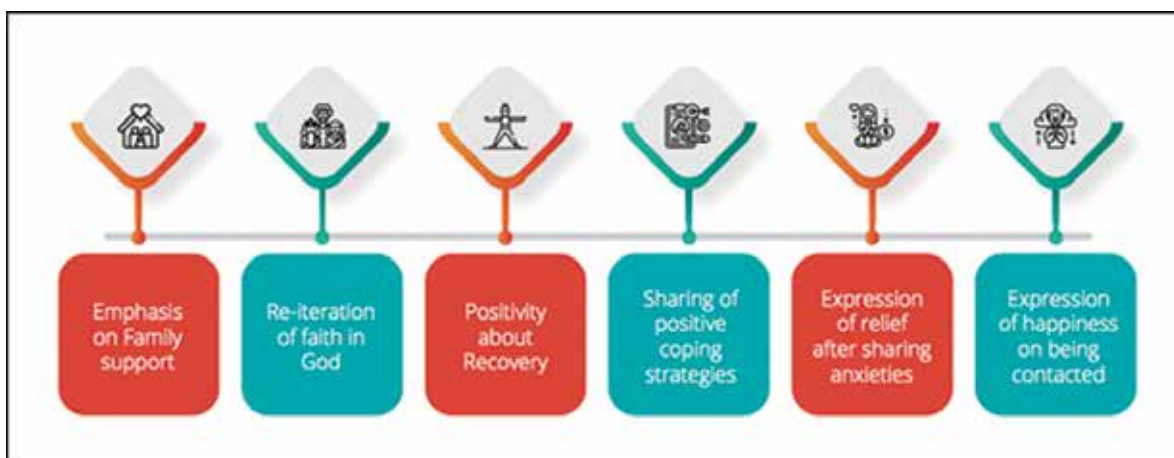 Emphasis
on Family
support
Re-iteration
of faith in
God
Positivity
about
Recovery
Sharing of
positive
coping
strategies
Expression
of relief
after sharing
anxieties
Expression
of happiness
on being
contacted